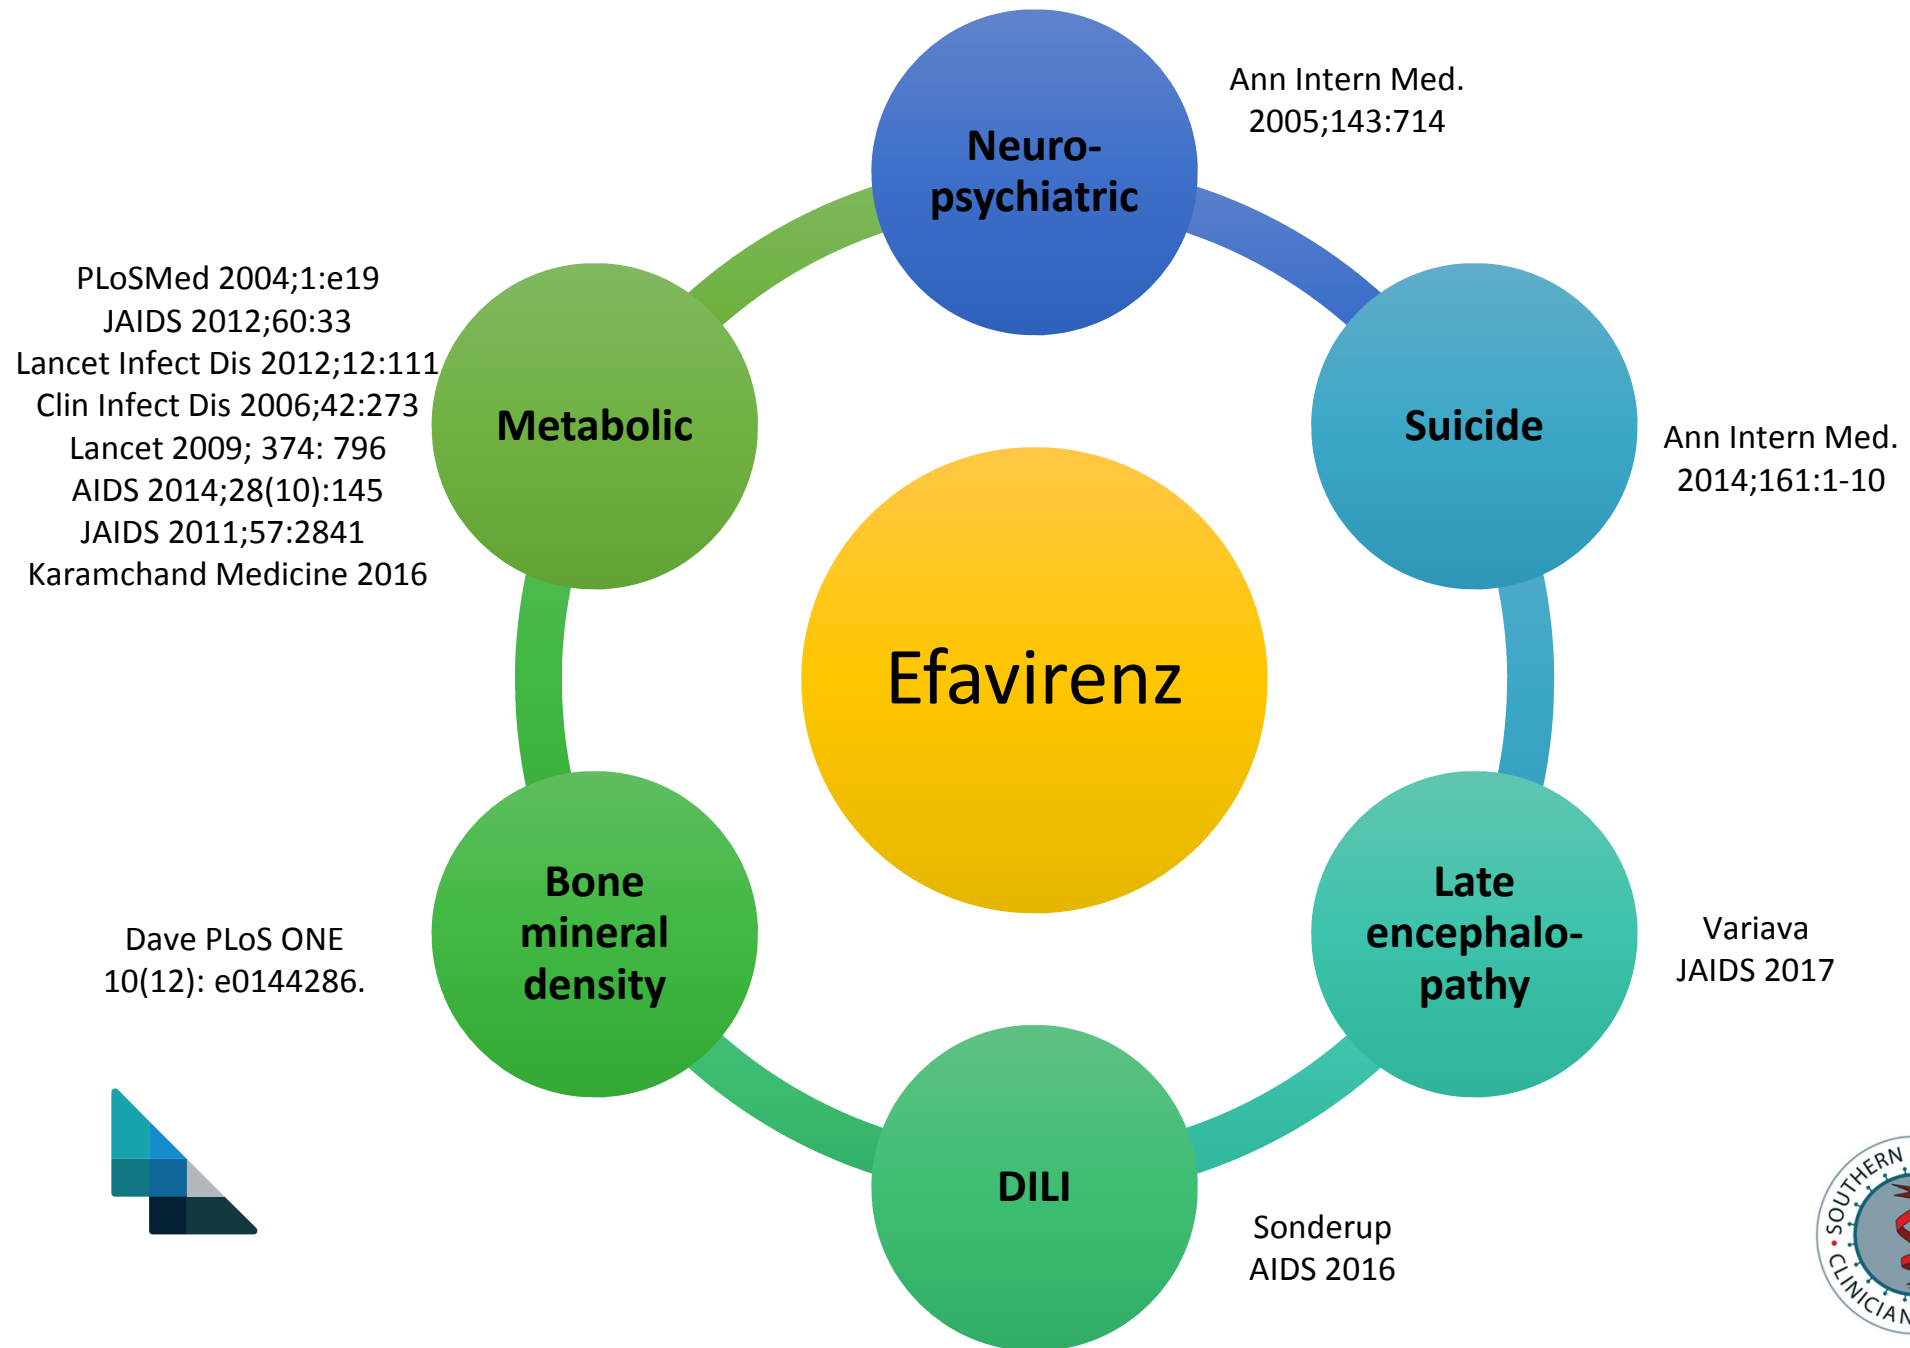 Neuro-
psychiatric
Ann Intern Med.
2005;143:714
Suicide
Ann Intern Med.
2014;161:1-10
Late
encephalo-
pathy
Variava
JAIDS 2017
DILI
Sonderup
AIDS 2016
Bone
mineral
density
Dave PLoS ONE
10(12): e0144286.
Metabolic
PLoSMed 2004;1:e19
JAIDS 2012;60:33
Lancet Infect Dis 2012;12:111
Clin Infect Dis 2006;42:273
Lancet 2009; 374: 796
AIDS 2014;28(10):145
JAIDS 2011;57:2841
Karamchand Medicine 2016
Efavirenz
SOUTHERN